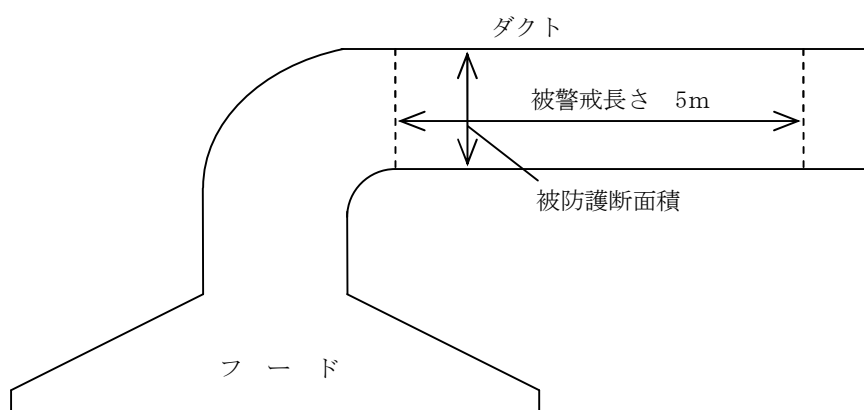 ダクト
被警戒長さ　5m
被防護断面積
フ　ー　ド